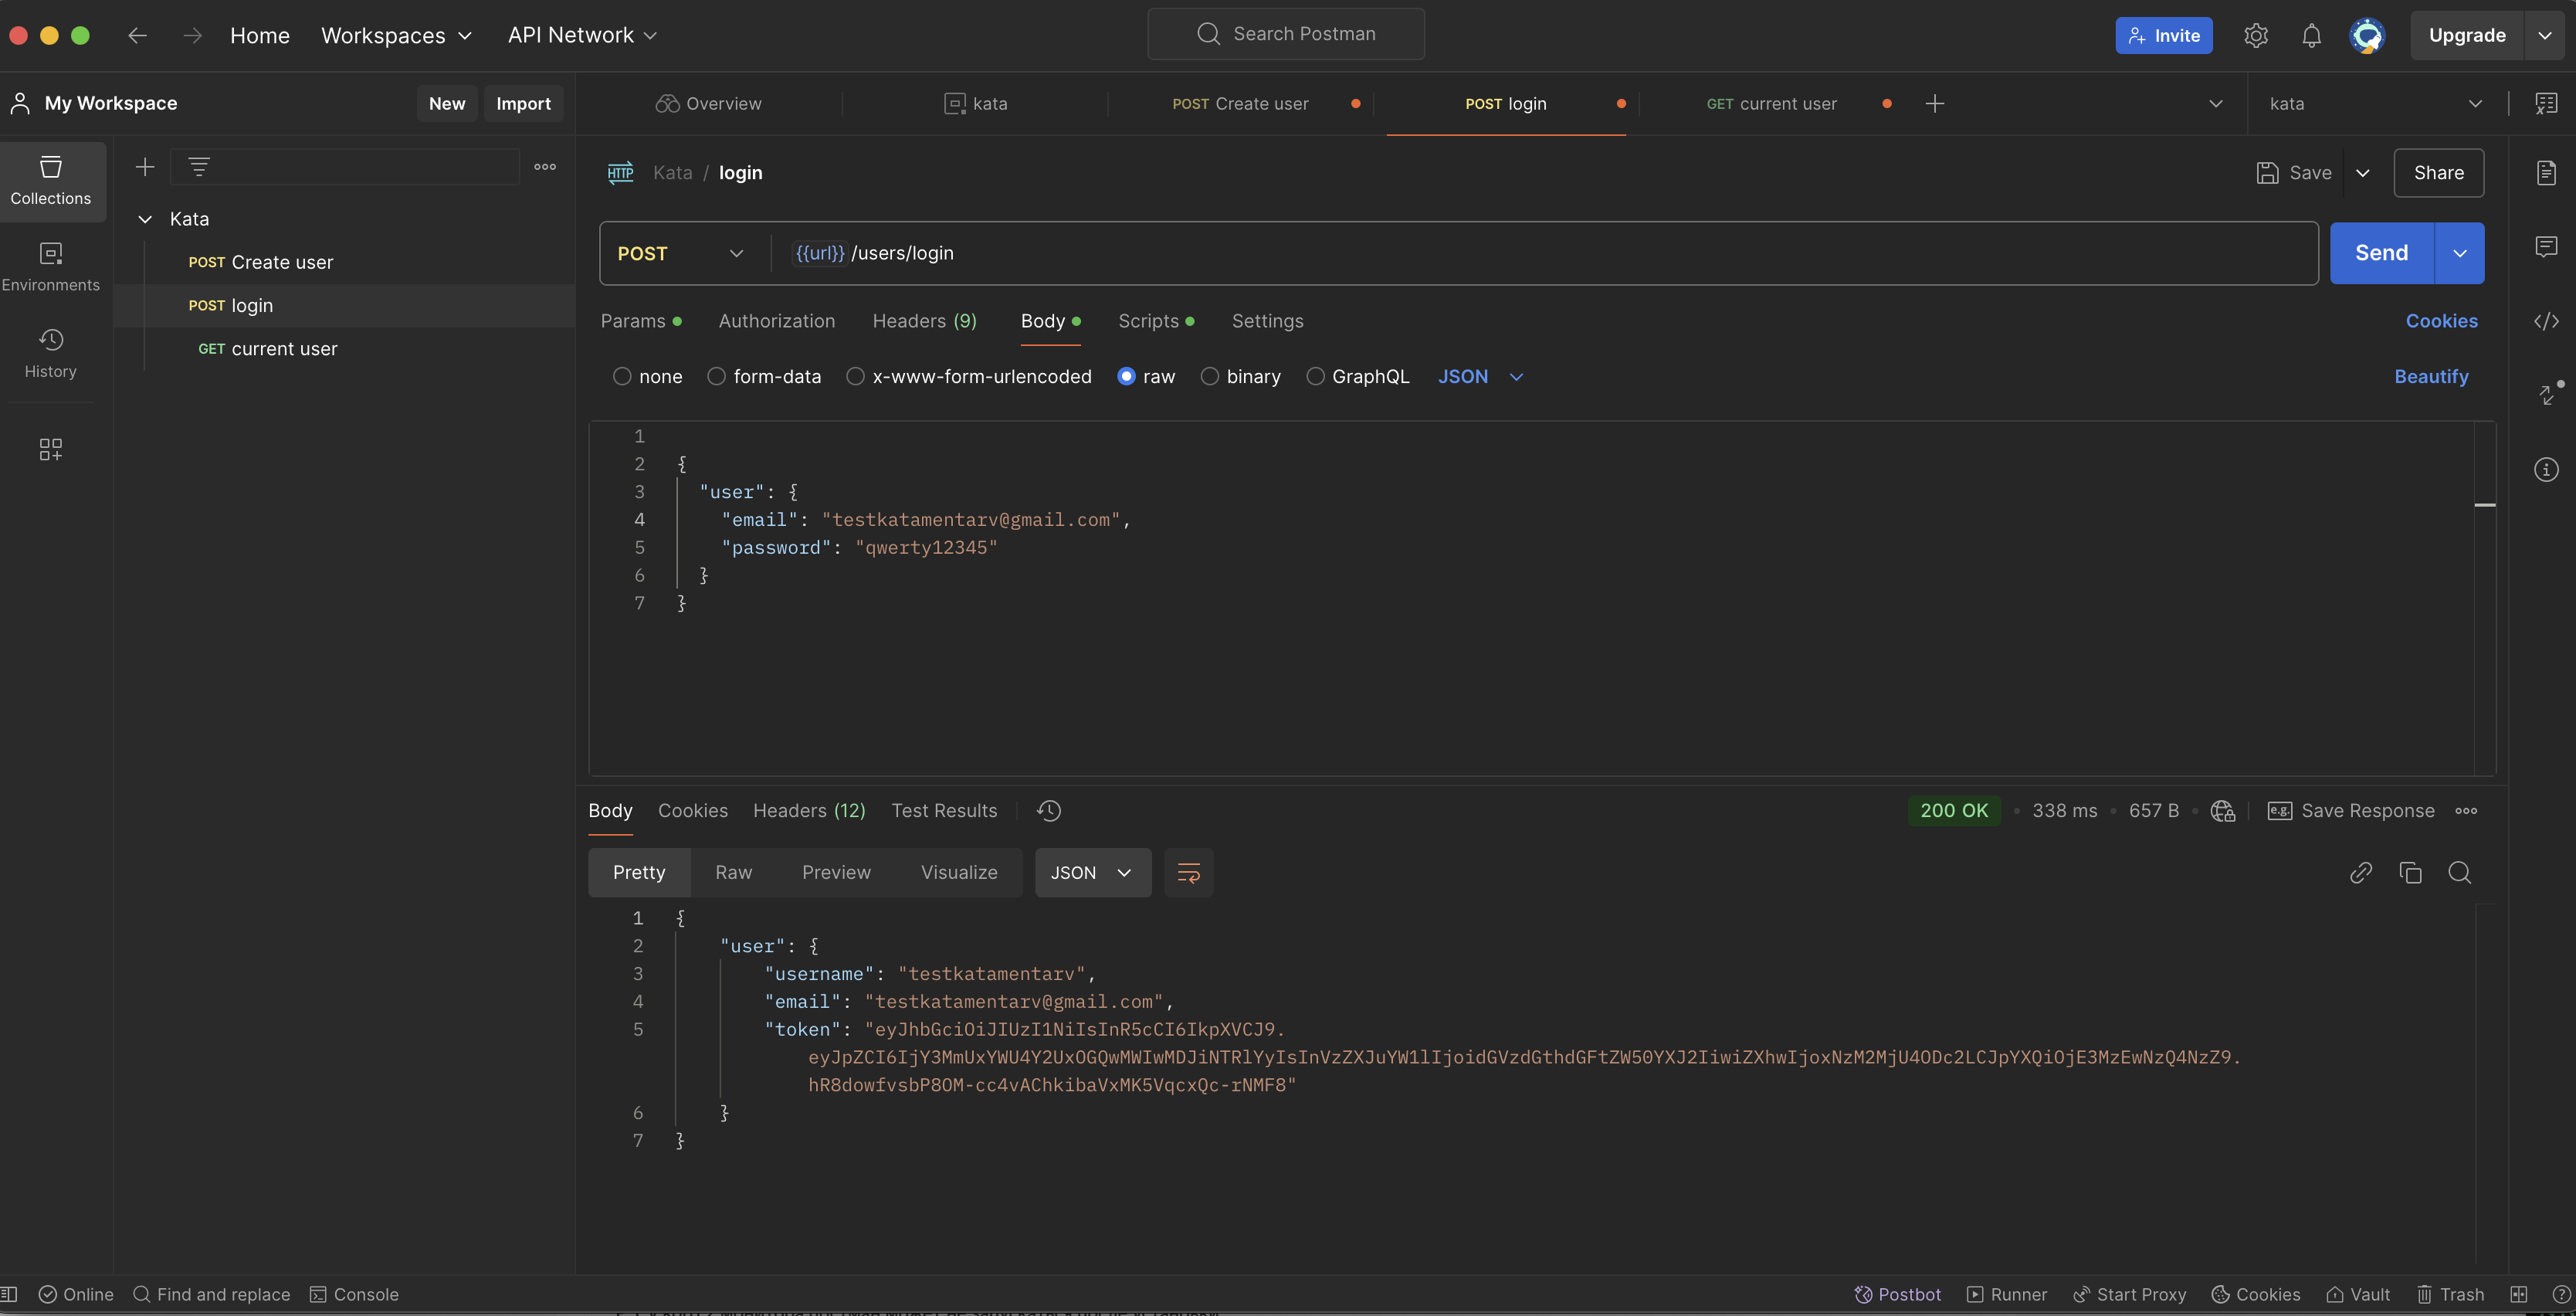 Home Workspaces API Network Search Postman Invite Upgrade
My Workspace New Import Overview kata POST Create user POST login GET current user kata
Collections
Environments
History
Kata
POST Create user
POST login
GET current user
HTTP Kata / login Save Share
POST {{url}} /users/login Send
Params Authorization Headers (9) Body Scripts Settings Cookies
none form-data x-www-form-urlencoded raw binary GraphQL JSON Beautify
1
2 {
3 "user": {
4 "email": "testkatamentarv@gmail.com",
5 "password": "qwerty12345"
6 }
7 }
Body Cookies Headers (12) Test Results 200 OK 338 ms 657 B e.g. Save Response
Pretty Raw Preview Visualize JSON
1 {
2 "user": {
3 "username": "testkatamentarv",
4 "email": "testkatamentarv@gmail.com",
5 "token": "eyJhbGciOiJIUzI1NiIsInR5cCI6IkpXVCJ9.
eyJpZCI6IjY3MmUxYWU4Y2UxOGQwMWIwMDJiNTRlYyIsInVzZXJuYW1lIjoidGVzdGthdGFtZW50YXJ2IiwiZXhwIjoxNzM2MjU4ODc2LCJpYXQiOjE3MzEwNzQ4NzZ9.
hR8dowfvsbP8OM-cc4vAChkibaVxMK5VqcxQc-rNMF8"
6 }
7 }
Online Find and replace Console Postbot Runner Start Proxy Cookies Vault Trash